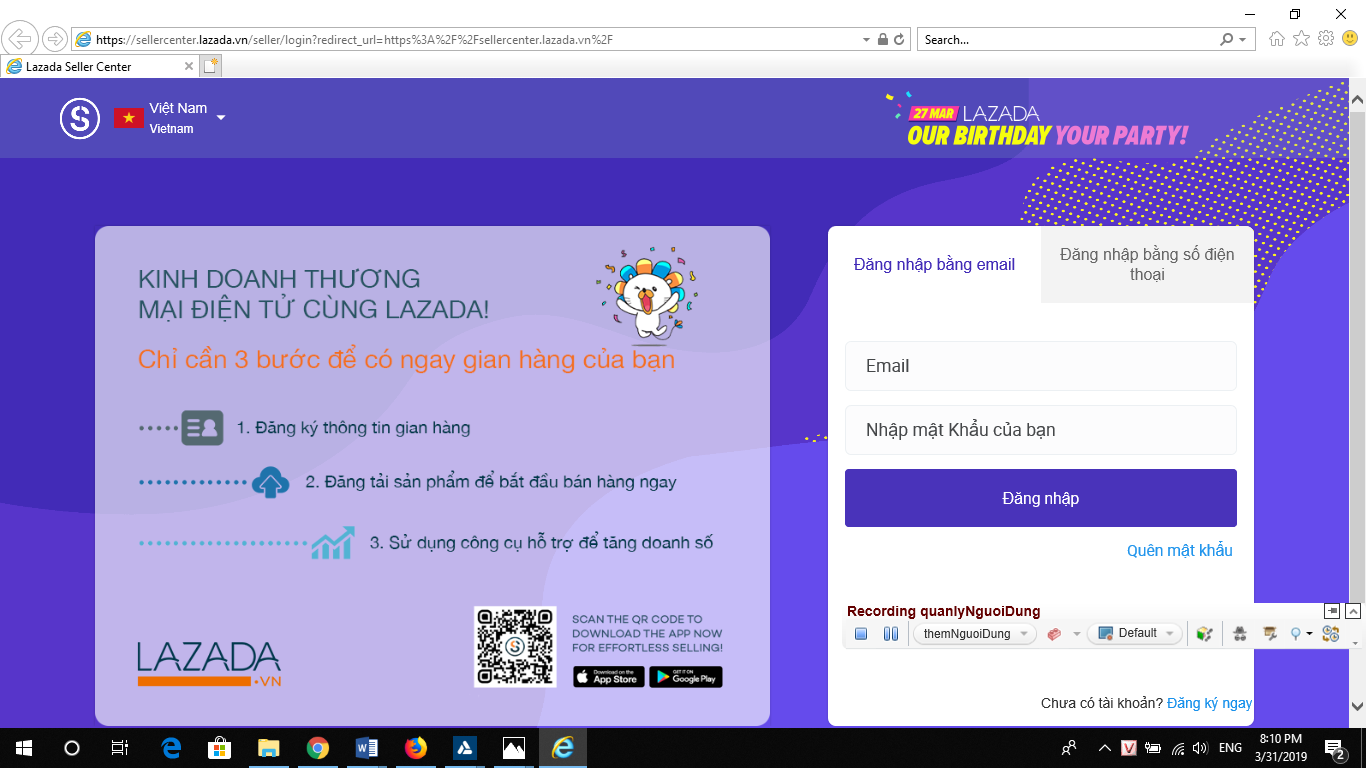 https://sellercenter.lazada.vn/seller/login?redirect_url=https%3A%2F%2Fsellercenter.lazada.vn%2F
Search...
Lazada Seller Center
Việt Nam
Vietnam
27 MAR LAZADA
OUR BIRTHDAY YOUR PARTY!
KINH DOANH THƯƠNG
MẠI ĐIỆN TỬ CÙNG LAZADA!
Chỉ cần 3 bước để có ngay gian hàng của bạn
1. Đăng ký thông tin gian hàng
2. Đăng tải sản phẩm để bắt đầu bán hàng ngay
3. Sử dụng công cụ hỗ trợ để tăng doanh số
LAZADA
.VN
SCAN THE QR CODE TO
DOWNLOAD THE APP NOW
FOR EFFORTLESS SELLING!
Download on the
App Store
GET IT ON
Google Play
Đăng nhập bằng email
Đăng nhập bằng số điện
thoại
Email
Nhập mật Khẩu của bạn
Đăng nhập
Quên mật khẩu
Recording quanlyNguoiDung
themNguoiDung
Default
Chưa có tài khoản? Đăng ký ngay
ENG
8:10 PM
3/31/2019
2